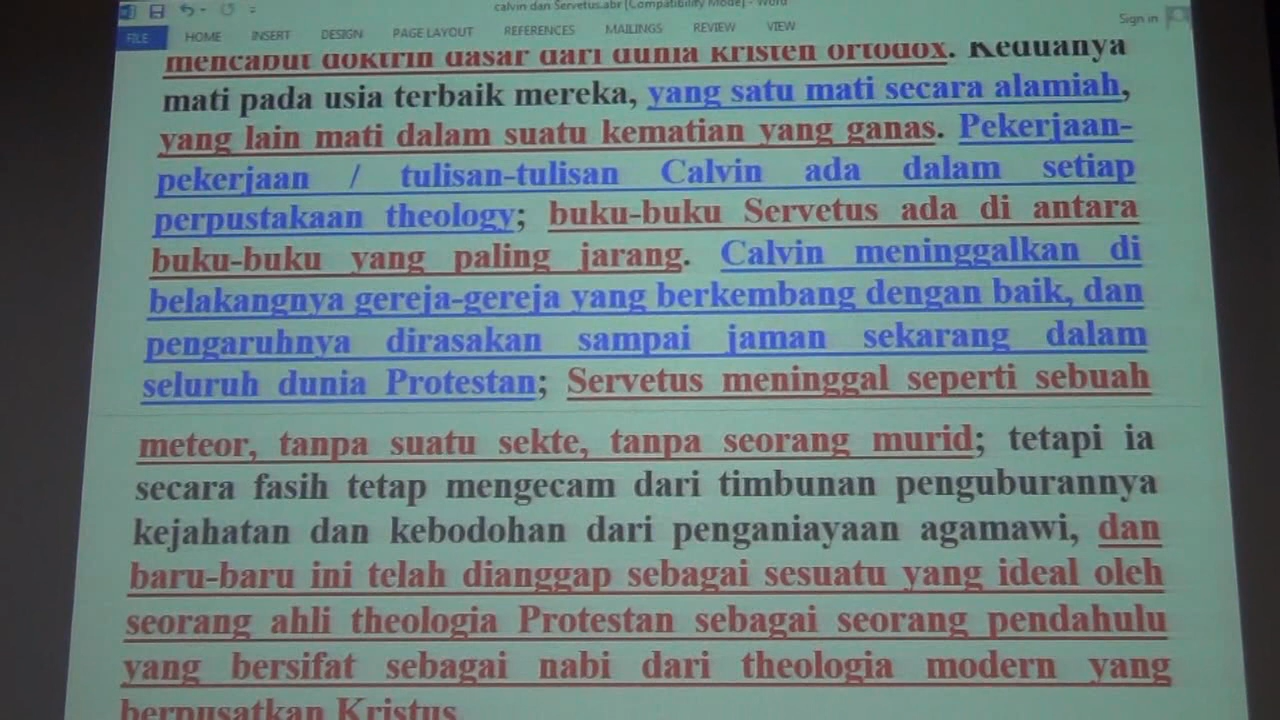 calvin dan Servetus.abr [Compatibility Mode] - Word
Sign in
FILE HOME INSERT DESIGN PAGE LAYOUT REFERENCES MAILINGS REVIEW VIEW
mencabut doktrin dasar dari dunia Kristen ortodox. Keduanya
mati pada usia terbaik mereka, yang satu mati secara alamiah,
yang lain mati dalam suatu kematian yang ganas. Pekerjaan-
pekerjaan / tulisan-tulisan Calvin ada dalam setiap
perpustakaan theology; buku-buku Servetus ada di antara
buku-buku yang paling jarang. Calvin meninggalkan di
belakangnya gereja-gereja yang berkembang dengan baik, dan
pengaruhnya dirasakan sampai jaman sekarang dalam
seluruh dunia Protestan; Servetus meninggal seperti sebuah
meteor, tanpa suatu sekte, tanpa seorang murid; tetapi ia
secara fasih tetap mengecam dari timbunan penguburannya
kejahatan dan kebodohan dari penganiayaan agamawi, dan
baru-baru ini telah dianggap sebagai sesuatu yang ideal oleh
seorang ahli theologia Protestan sebagai seorang pendahulu
yang bersifat sebagai nabi dari theologia modern yang
berpusatkan Kristus